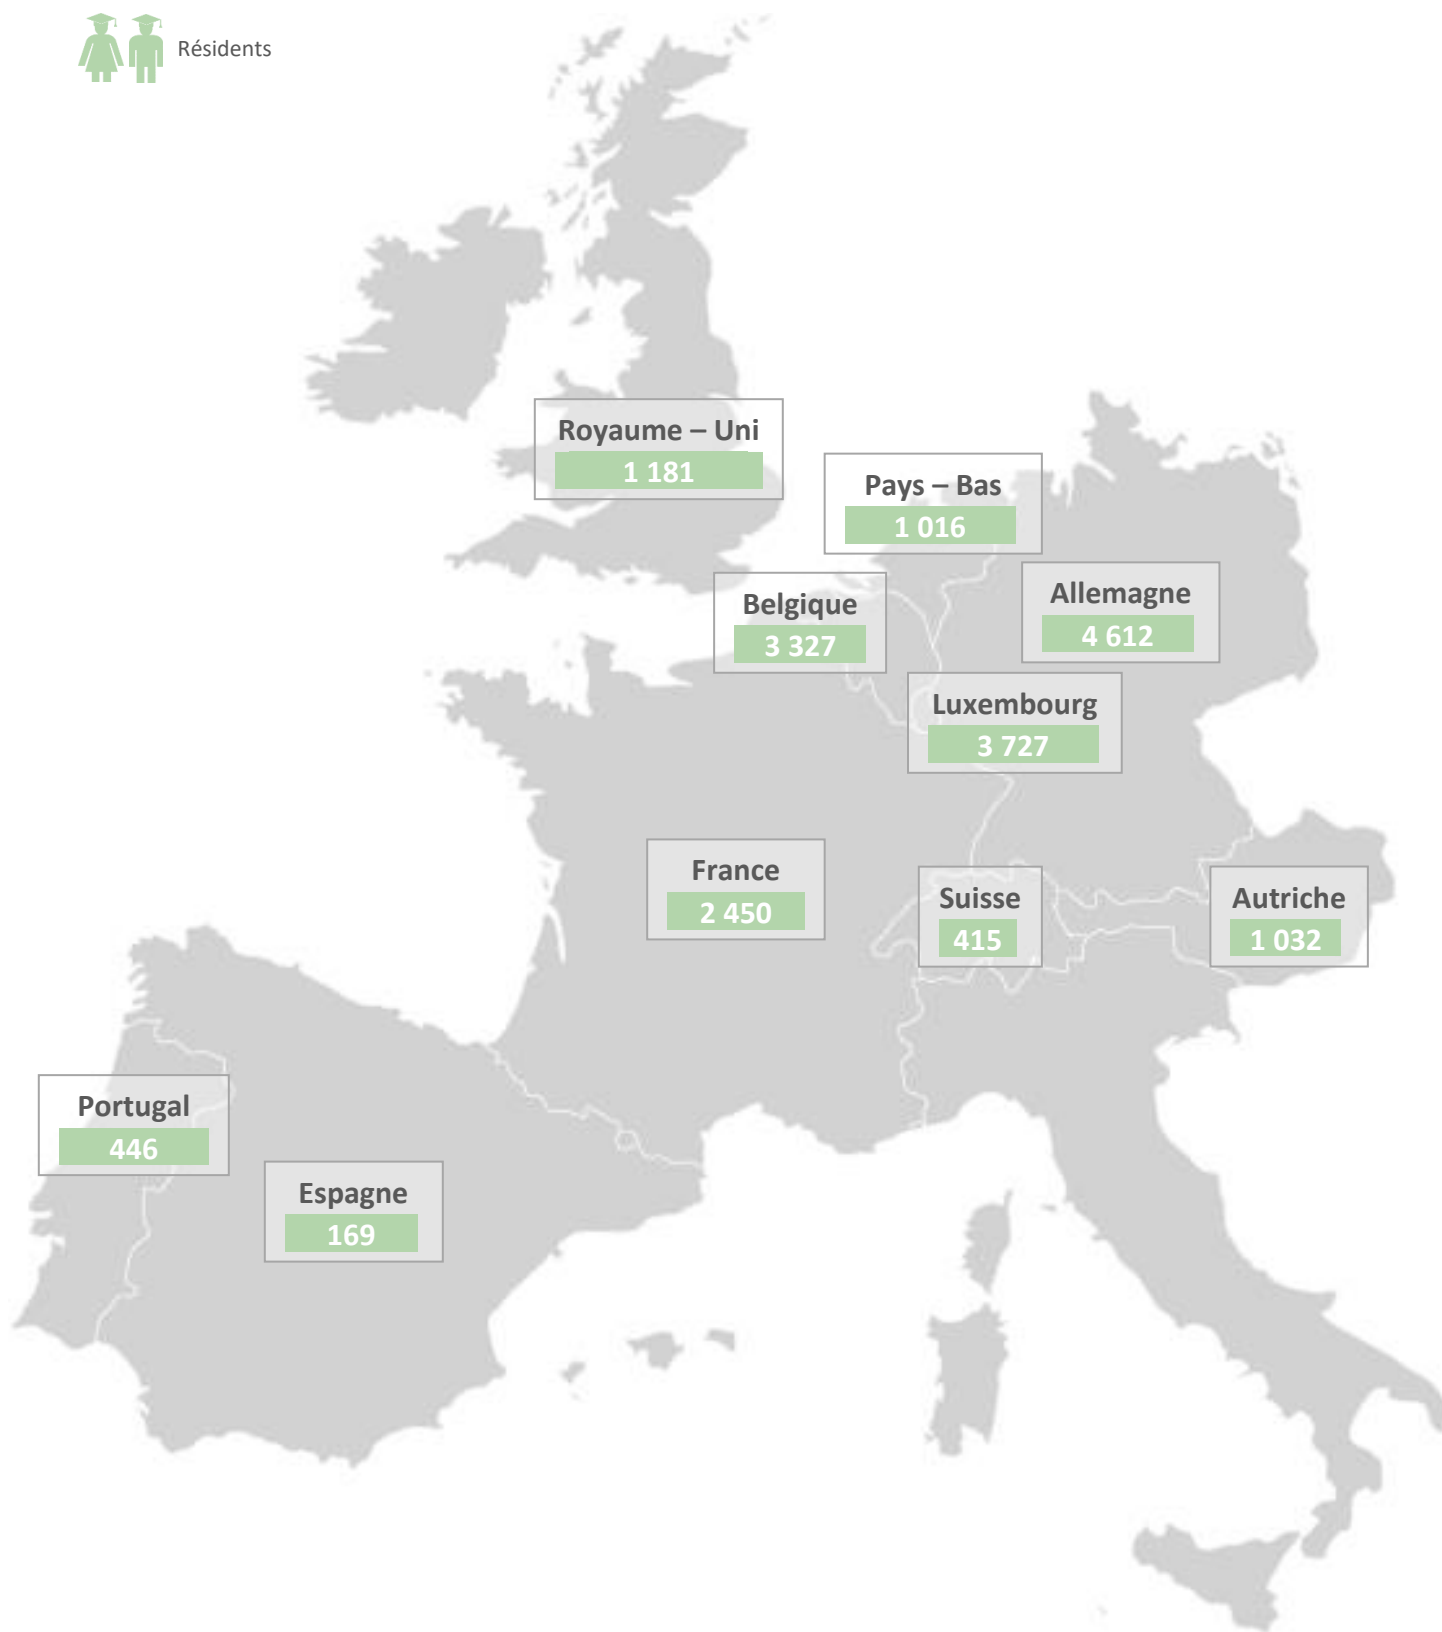 Résidents
Royaume – Uni
1 181
Pays – Bas
1 016
Belgique
3 327
Allemagne
4 612
Luxembourg
3 727
France
2 450
Suisse
415
Autriche
1 032
Portugal
446
Espagne
169